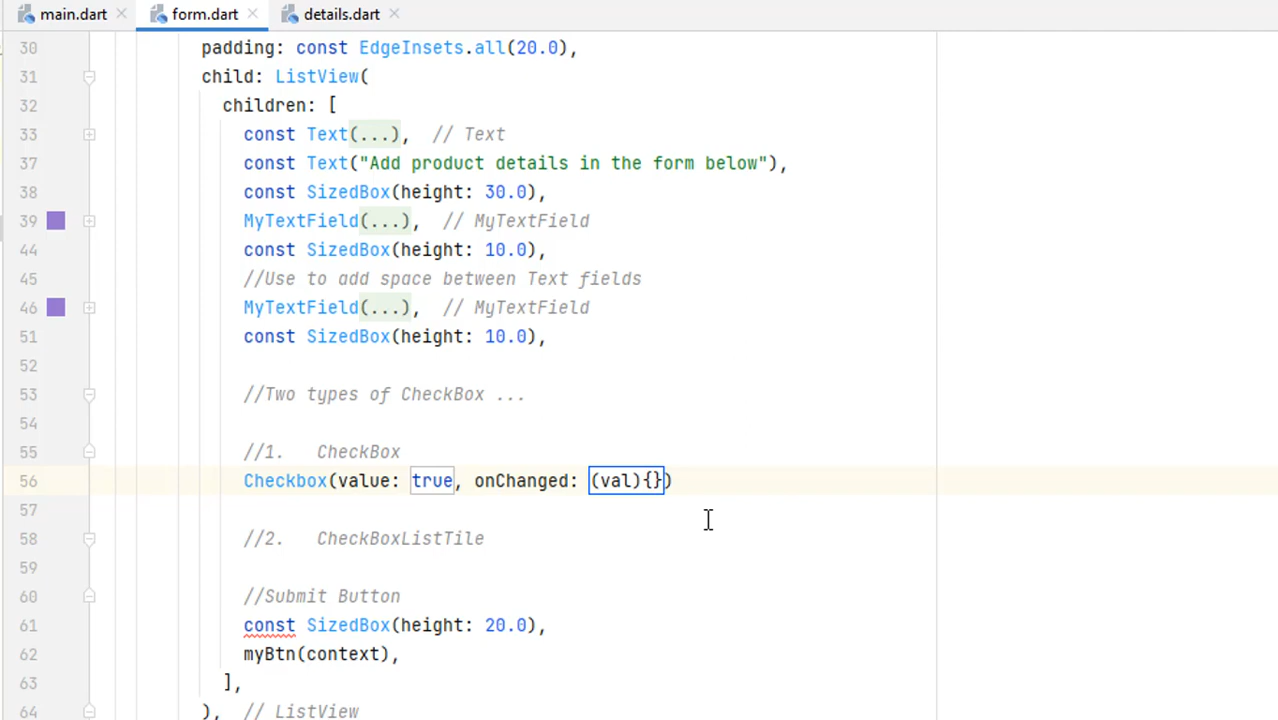 main.dart form.dart details.dart
30 padding: const EdgeInsets.all(20.0),
31 child: ListView(
32 children: [
33 const Text(...), // Text
37 const Text("Add product details in the form below"),
38 const SizedBox(height: 30.0),
39 MyTextField(...), // MyTextField
44 const SizedBox(height: 10.0),
45 //Use to add space between Text fields
46 MyTextField(...), // MyTextField
51 const SizedBox(height: 10.0),
52
53 //Two types of CheckBox ...
54
55 //1. CheckBox
56 Checkbox(value: true, onChanged: (val){})
57
58 //2. CheckBoxListTile
59
60 //Submit Button
61 const SizedBox(height: 20.0),
62 myBtn(context),
63 ],
64 ), // ListView